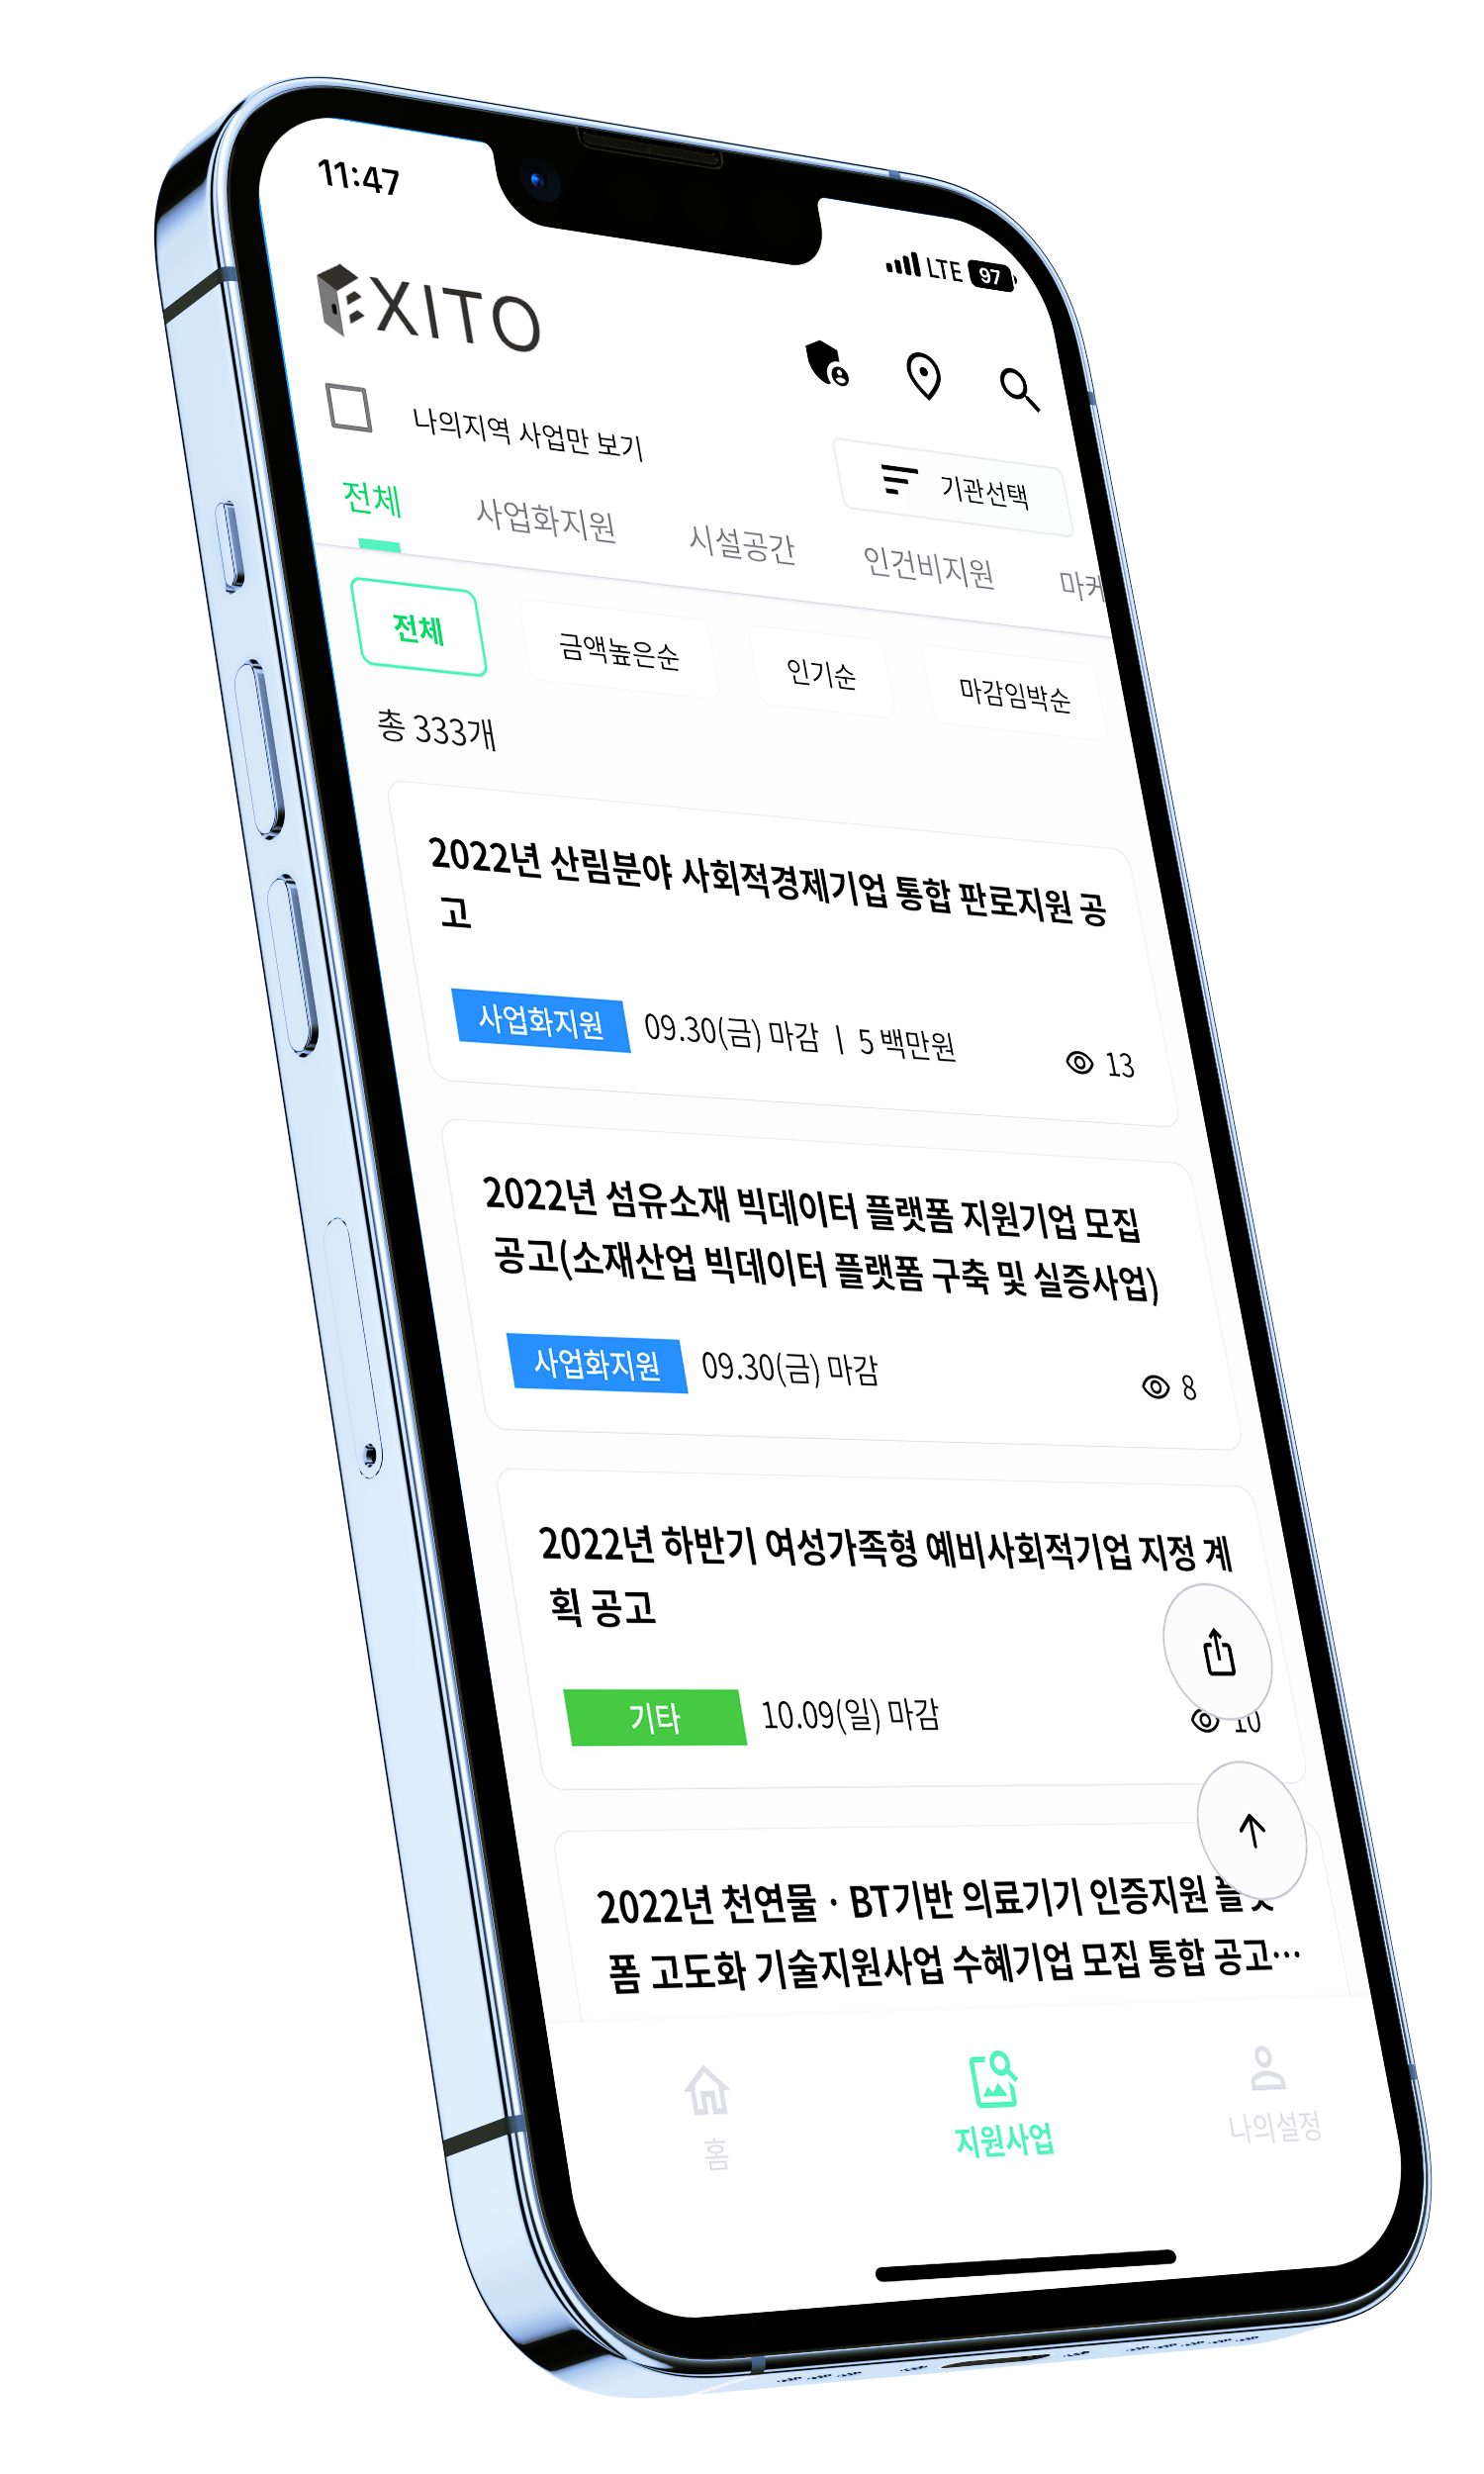 11:47
LTE 97
EXITO
나의지역 사업만 보기
기관선택
전체 사업화지원 시설공간 인건비지원 마케
전체 금액높은순 인기순 마감임박순
총 333개
2022년 산림분야 사회적경제기업 통합 판로지원 공
고
사업화지원 09.30(금) 마감 ㅣ 5 백만원 13
2022년 섬유소재 빅데이터 플랫폼 지원기업 모집
공고(소재산업 빅데이터 플랫폼 구축 및 실증사업)
사업화지원 09.30(금) 마감 8
2022년 하반기 여성가족형 예비사회적기업 지정 계
획 공고
기타 10.09(일) 마감 10
2022년 천연물 · BT기반 의료기기 인증지원 플랫
폼 고도화 기술지원사업 수혜기업 모집 통합 공고...
홈 지원사업 나의설정